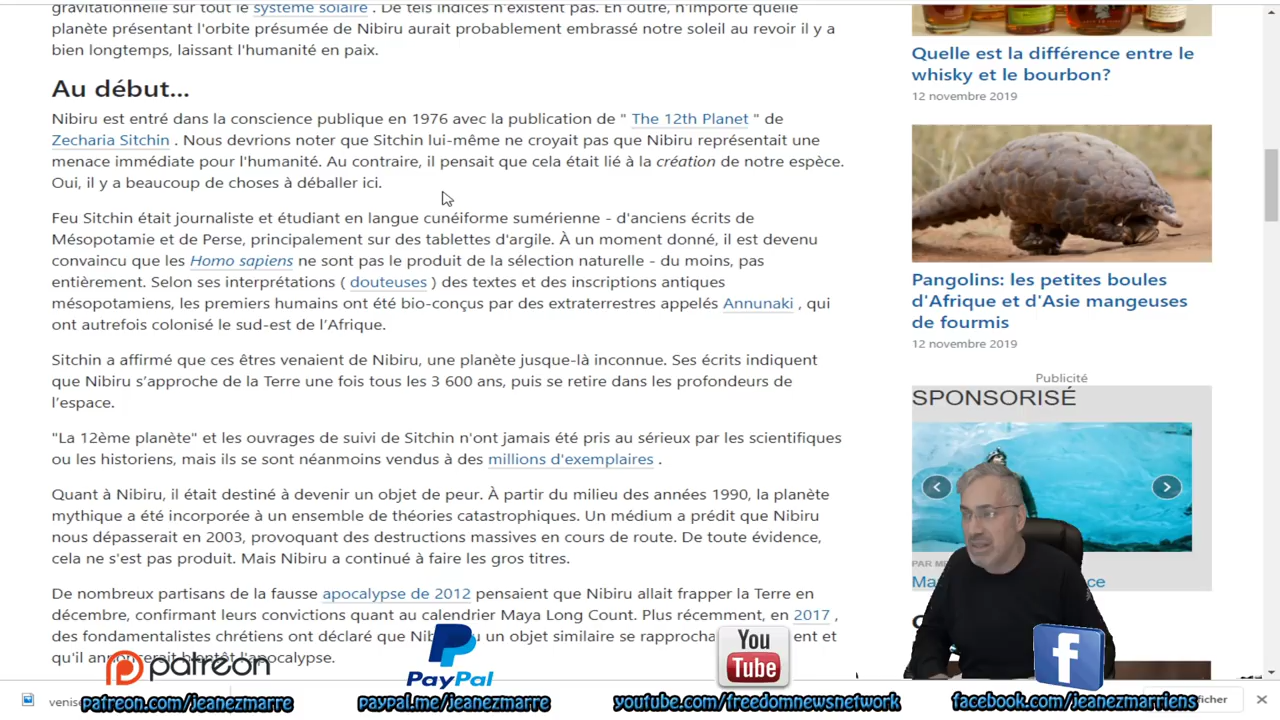 gravitationnelle sur tout le système solaire . De tels indices n'existent pas. En outre, n'importe quelle
planète présentant l'orbite présumée de Nibiru aurait probablement embrassé notre soleil au revoir il y a
bien longtemps, laissant l'humanité en paix.
Au début...
Nibiru est entré dans la conscience publique en 1976 avec la publication de " The 12th Planet " de
Zecharia Sitchin . Nous devrions noter que Sitchin lui-même ne croyait pas que Nibiru représentait une
menace immédiate pour l'humanité. Au contraire, il pensait que cela était lié à la création de notre espèce.
Oui, il y a beaucoup de choses à déballer ici.
Feu Sitchin était journaliste et étudiant en langue cunéiforme sumérienne - d'anciens écrits de
Mésopotamie et de Perse, principalement sur des tablettes d'argile. À un moment donné, il est devenu
convaincu que les Homo sapiens ne sont pas le produit de la sélection naturelle - du moins, pas
entièrement. Selon ses interprétations ( douteuses ) des textes et des inscriptions antiques
mésopotamiens, les premiers humains ont été bio-conçus par des extraterrestres appelés Annunaki , qui
ont autrefois colonisé le sud-est de l’Afrique.
Sitchin a affirmé que ces êtres venaient de Nibiru, une planète jusque-là inconnue. Ses écrits indiquent
que Nibiru s’approche de la Terre une fois tous les 3 600 ans, puis se retire dans les profondeurs de
l’espace.
"La 12ème planète" et les ouvrages de suivi de Sitchin n'ont jamais été pris au sérieux par les scientifiques
ou les historiens, mais ils se sont néanmoins vendus à des millions d'exemplaires .
Quant à Nibiru, il était destiné à devenir un objet de peur. À partir du milieu des années 1990, la planète
mythique a été incorporée à un ensemble de théories catastrophiques. Un médium a prédit que Nibiru
nous dépasserait en 2003, provoquant des destructions massives en cours de route. De toute évidence,
cela ne s'est pas produit. Mais Nibiru a continué à faire les gros titres.
De nombreux partisans de la fausse apocalypse de 2012 pensaient que Nibiru allait frapper la Terre en
décembre, confirmant leurs convictions quant au calendrier Maya Long Count. Plus récemment, en 2017 ,
des fondamentalistes chrétiens ont déclaré que un objet similaire se et
qu'il l'apocalypse.
Quelle est la différence entre le
whisky et le bourbon?
12 novembre 2019
Pangolins: les petites boules
d'Afrique et d'Asie mangeuses
de fourmis
12 novembre 2019
Publicité
SPONSORISÉ
patreon
PayPal
You
Tube
f
patreon.com/jeanezmarre
paypal.me/jeanezmarre
youtube.com/freedomnewsnetwork
facebook.com/jeanezmarriens